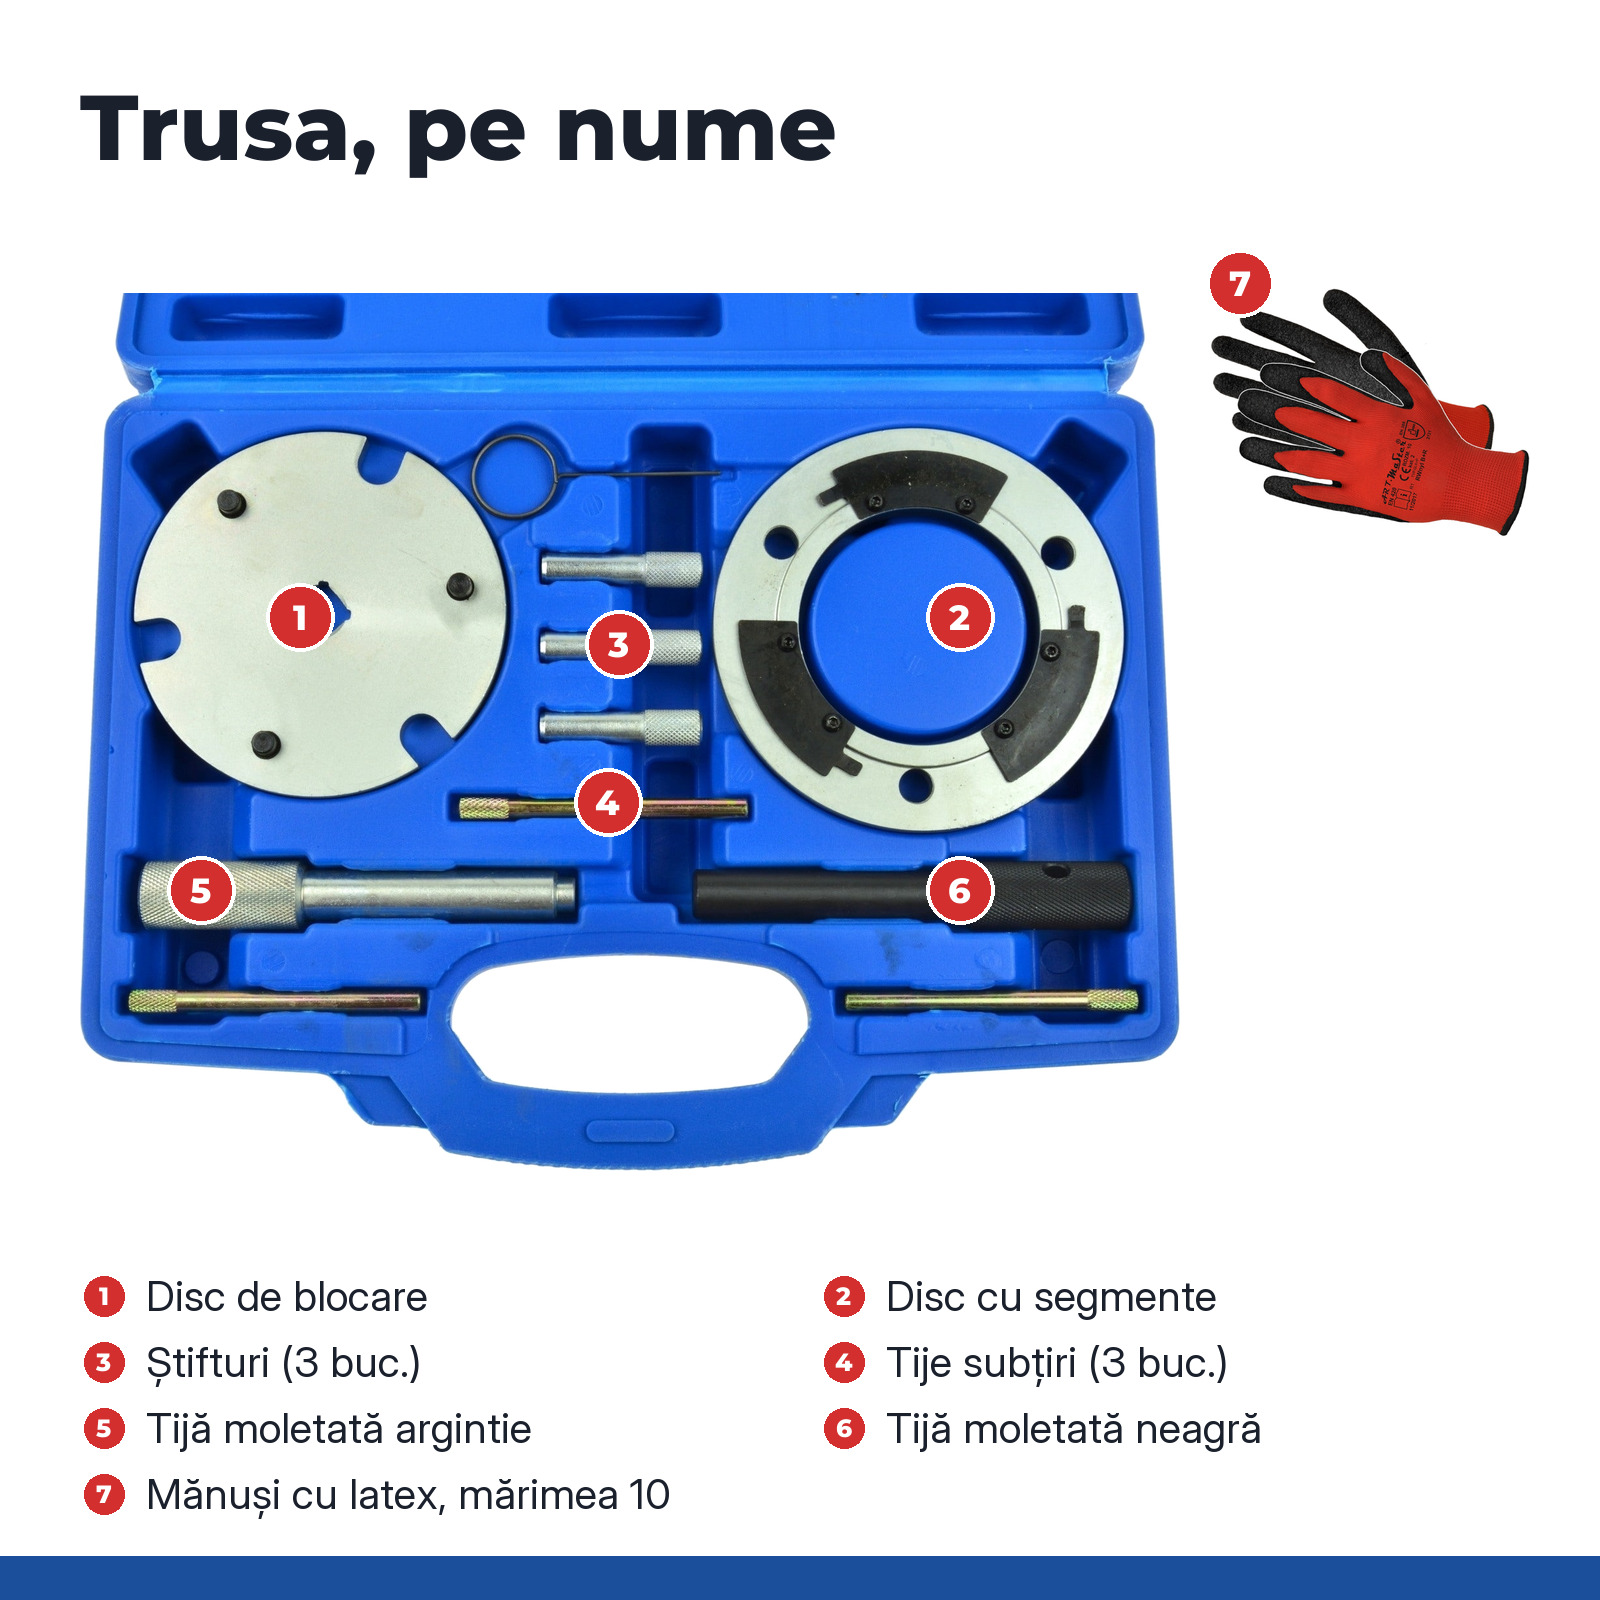 Trusa, pe nume
7
1
2
3
4
5
6
ART.MaSter
1 Disc de blocare
2 Disc cu segmente
3 Știfturi (3 buc.)
4 Tije subțiri (3 buc.)
5 Tijă moletată argintie
6 Tijă moletată neagră
7 Mănuși cu latex, mărimea 10